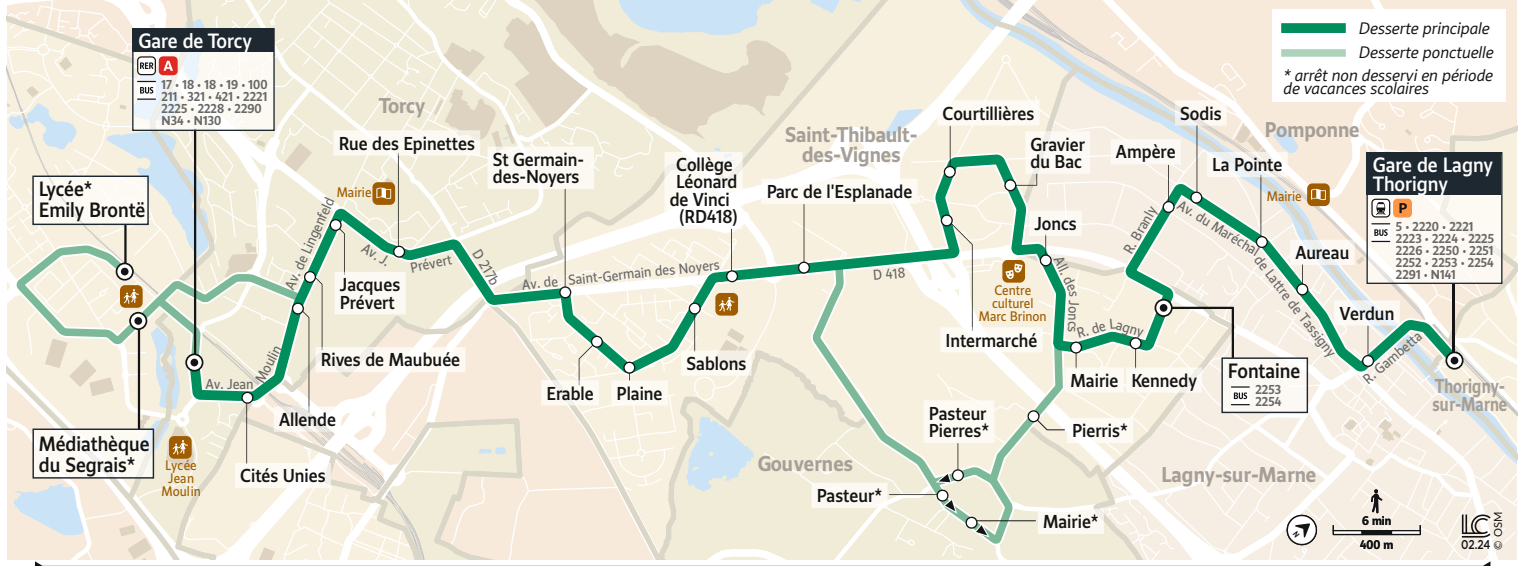 Gare de Torcy
RER A
BUS
17 • 18 • 18 • 19 • 100
211 • 321 • 421 • 2221
2225 • 2228 • 2290
N34 • N130
Desserte principale
Desserte ponctuelle
* arrêt non desservi en période
de vacances scolaires
Torcy
Saint-Thibault-
des-Vignes
Pomponne
Gouvernes
Lagny-sur-Marne
Thorigny-
sur-Marne
Lycée*
Emily Brontë
Médiathèque
du Segrais*
Lycée
Jean
Moulin
Cités Unies
Allende
Rives de Maubuée
Jacques
Prévert
Mairie
Rue des Epinettes
St Germain-
des-Noyers
Erable
Plaine
Sablons
Collège
Léonard
de Vinci
(RD418)
Parc de l'Esplanade
Intermarché
Courtillières
Gravier
du Bac
Joncs
Centre
culturel
Marc Brinon
Mairie
Kennedy
Fontaine
BUS
2253
2254
Ampère
Sodis
La Pointe
Mairie
Aureau
Verdun
Gare de Lagny
Thorigny
P
BUS
5 • 2220 • 2221
2223 • 2224 • 2225
2226 • 2250 • 2251
2252 • 2253 • 2254
2291 • N141
Pasteur
Pierres*
Pierris*
Pasteur*
Mairie*
Av. Jean Moulin
Av. de Lingenfeld
Av. J. Prévert
D 217b
Av. de Saint-Germain des Noyers
D 418
All. des Joncs
R. de Lagny
R. Branly
Av. du Maréchal de Lattre de Tassigny
R. Gambetta
6 min
400 m
LC
02.24 © OSM